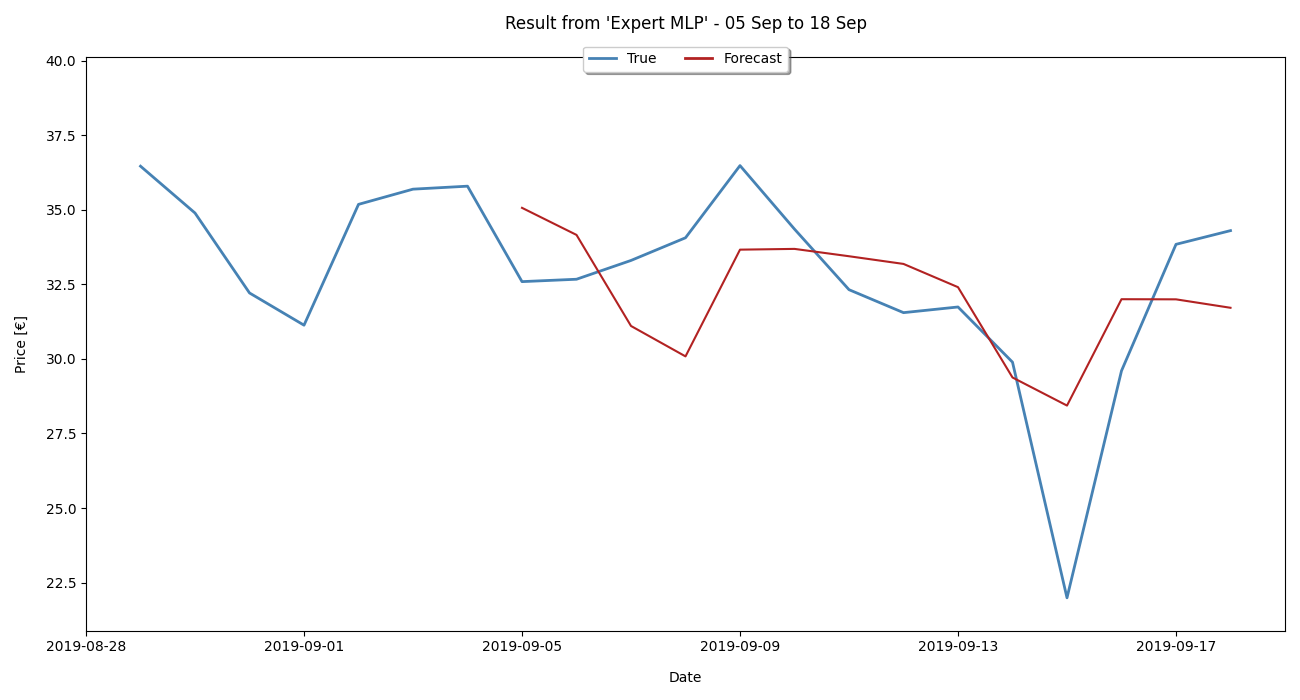 Result from 'Expert MLP' - 05 Sep to 18 Sep
True Forecast
40.0
37.5
35.0
32.5
30.0
27.5
25.0
22.5
Price [€]
2019-08-28 2019-09-01 2019-09-05 2019-09-09 2019-09-13 2019-09-17
Date